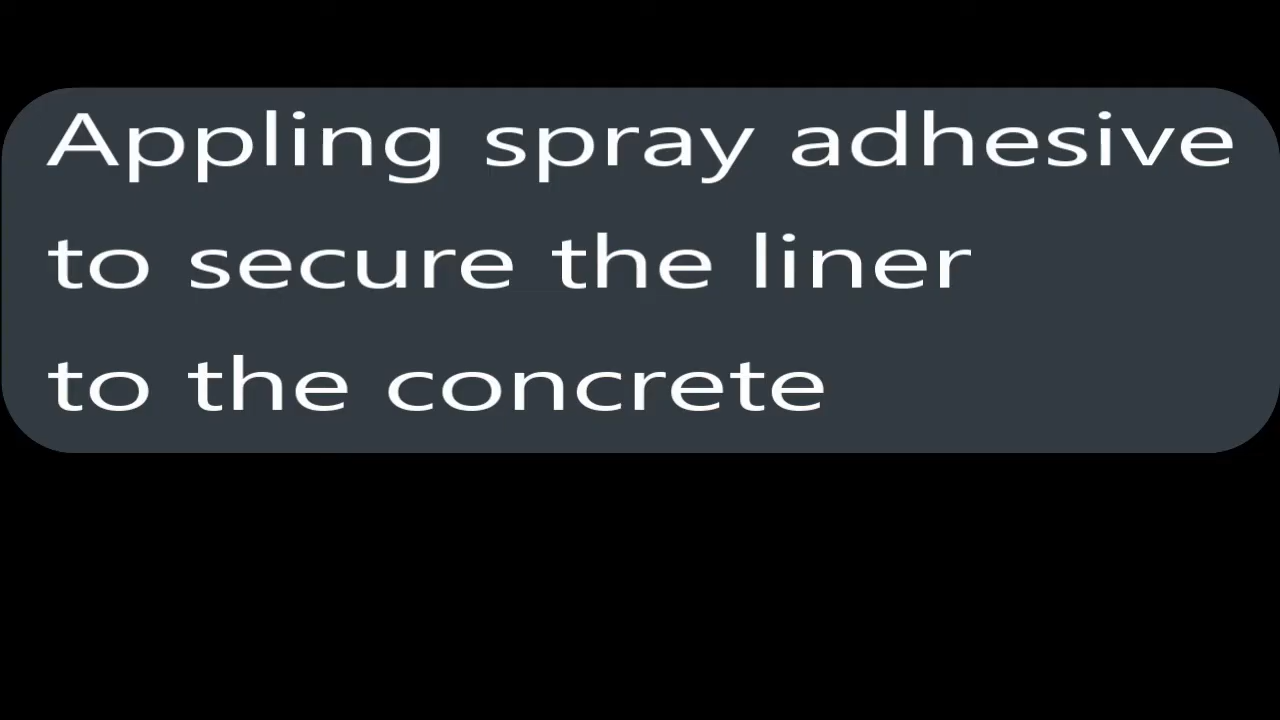 Appling spray adhesive
to secure the liner
to the concrete